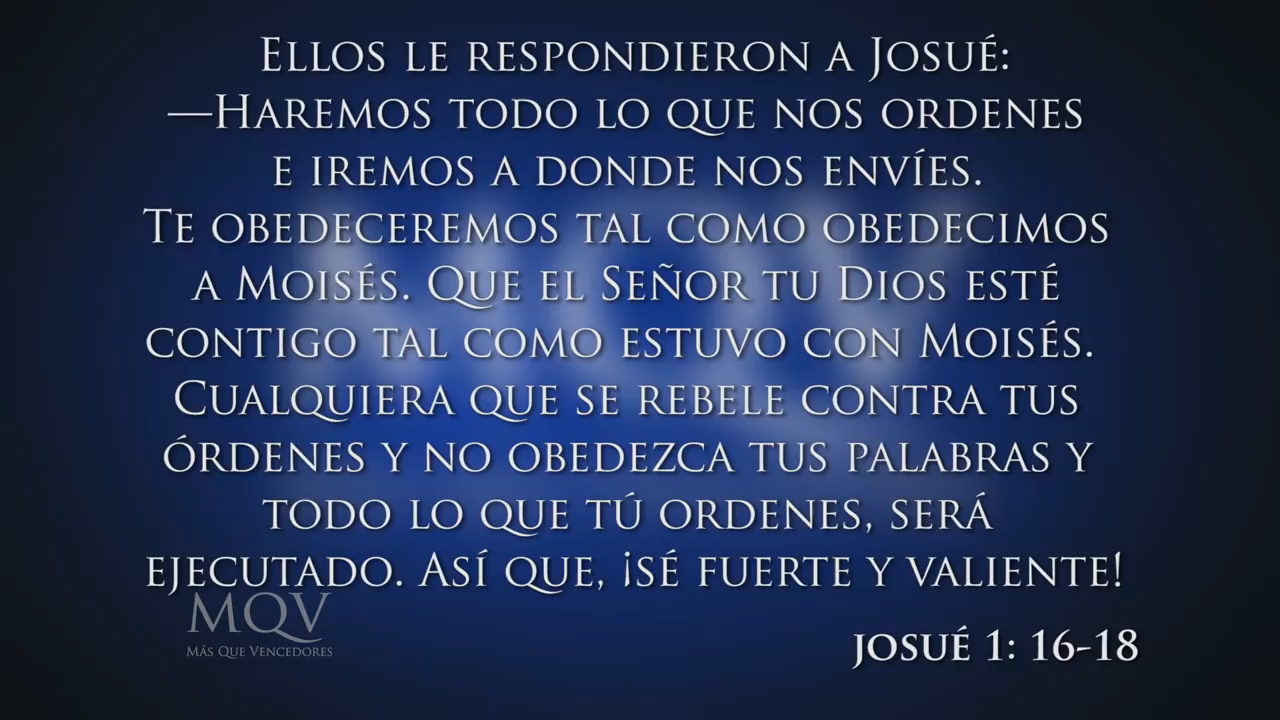 Ellos le respondieron a Josué:
—Haremos todo lo que nos ordenes
e iremos a donde nos envíes.
Te obedeceremos tal como obedecimos
a Moisés. Que el Señor tu Dios esté
contigo tal como estuvo con Moisés.
Cualquiera que se rebele contra tus
órdenes y no obedezca tus palabras y
todo lo que tú ordenes, será
ejecutado. Así que, ¡sé fuerte y valiente!
MQV
Más Que Vencedores
Josué 1: 16-18